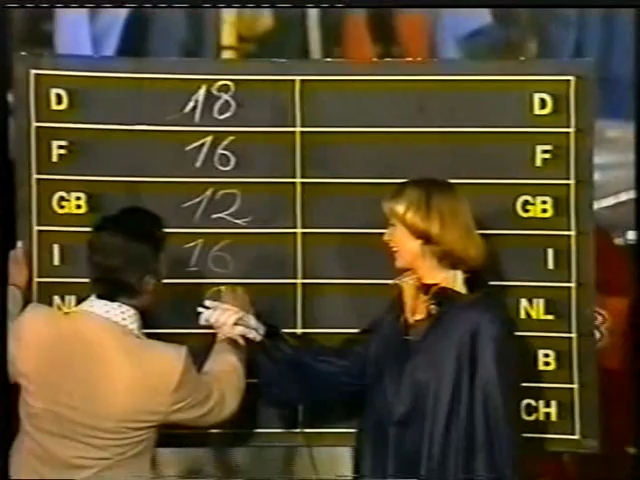 D 18 D
F 16 F
GB 12 GB
I 16 I
NL NL
B
CH